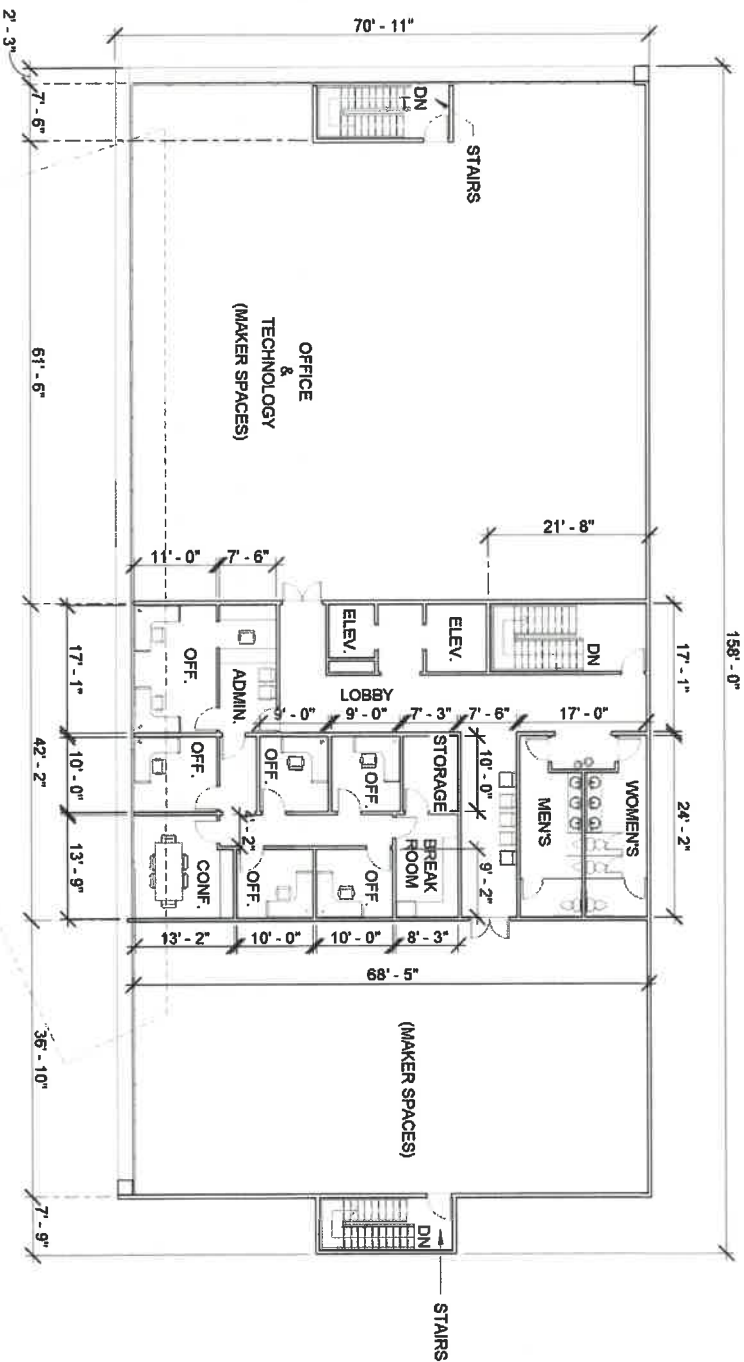 70' - 11"
2' - 3"
7' - 6"
61' - 6"
42' - 2"
36' - 10"
7' - 9"
158' - 0"
DN
STAIRS
OFFICE
&
TECHNOLOGY
(MAKER SPACES)
21' - 8"
11' - 0"
7' - 6"
17' - 1"
10' - 0"
13' - 9"
17' - 1"
24' - 2"
ELEV.
ELEV.
DN
LOBBY
OFF.
ADMIN.
9' - 0"
9' - 0"
7' - 3"
7' - 6"
17' - 0"
OFF.
OFF.
OFF.
STORAGE
10' - 0"
MEN'S
WOMEN'S
CONF.
OFF.
OFF
BREAK
ROOM
9' - 2"
13' - 2"
10' - 0"
10' - 0"
8' - 3"
68' - 5"
(MAKER SPACES)
DN
STAIRS